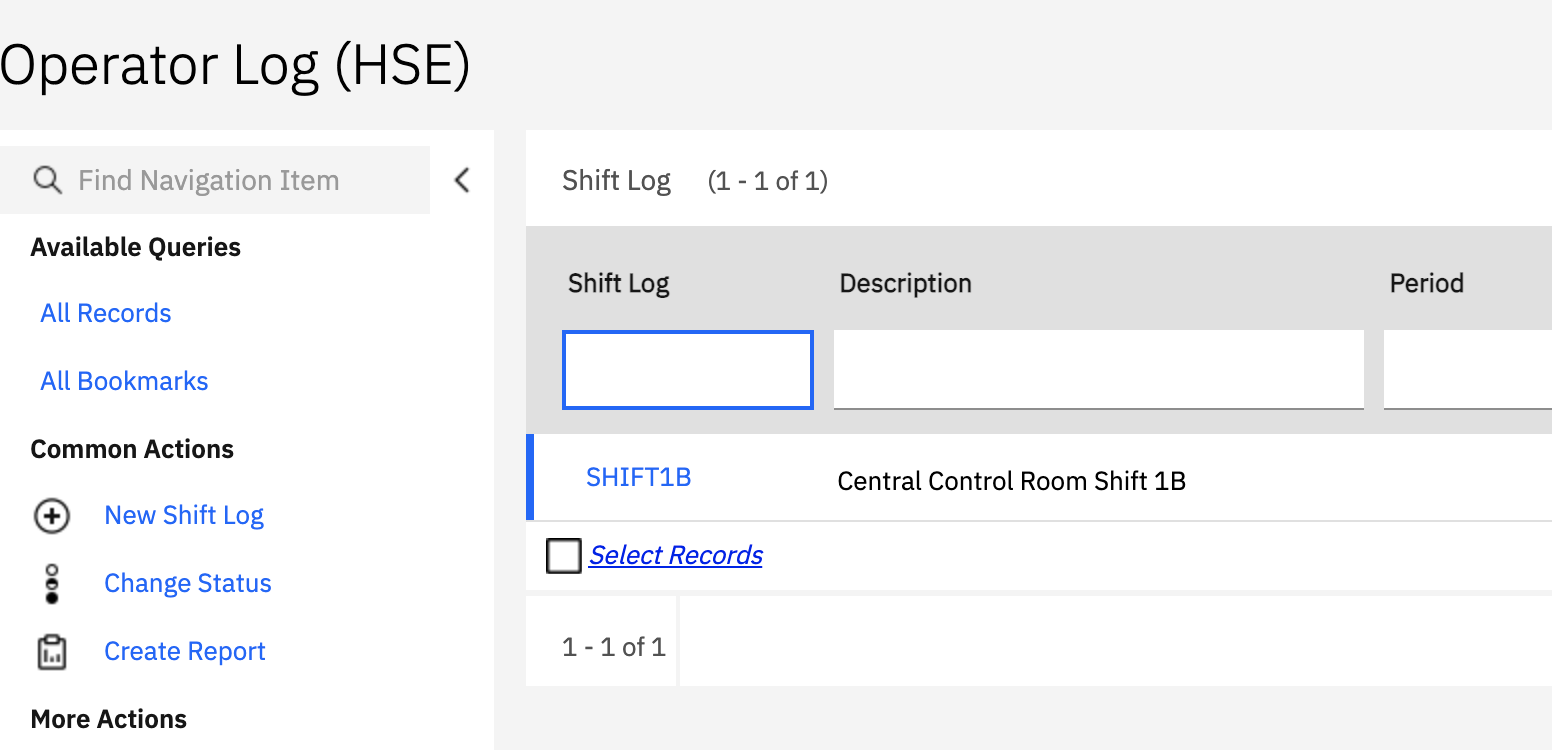 Operator Log (HSE)
Find Navigation Item
Available Queries
All Records
All Bookmarks
Common Actions
New Shift Log
Change Status
Create Report
More Actions
Shift Log (1 - 1 of 1)
Shift Log Description Period
SHIFT1B Central Control Room Shift 1B
Select Records
1 - 1 of 1